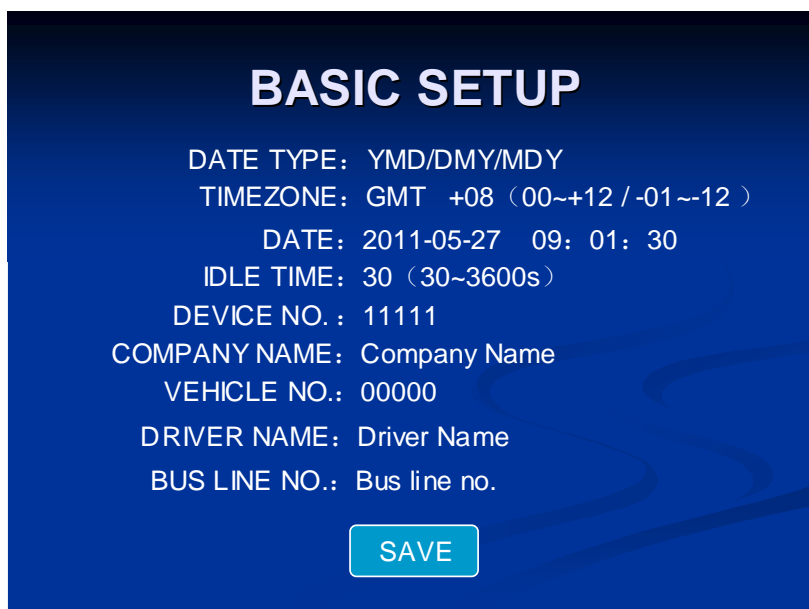 BASIC SETUP
DATE TYPE： YMD/DMY/MDY
TIMEZONE： GMT +08（00~+12 / -01~-12 ）
DATE： 2011-05-27 09：01：30
IDLE TIME： 30（30~3600s）
DEVICE NO.： 11111
COMPANY NAME： Company Name
VEHICLE NO.： 00000
DRIVER NAME： Driver Name
BUS LINE NO.： Bus line no.
SAVE